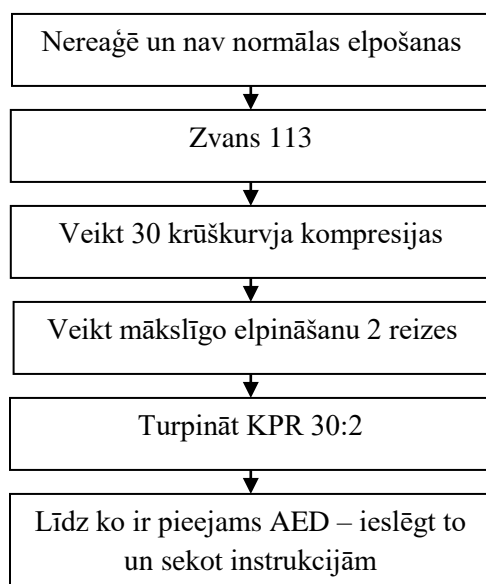 Nereaģē un nav normālas elpošanas
Zvans 113
Veikt 30 krūškurvja kompresijas
Veikt mākslīgo elpināšanu 2 reizes
Turpināt KPR 30:2
Līdz ko ir pieejams AED – ieslēgt to
un sekot instrukcijām